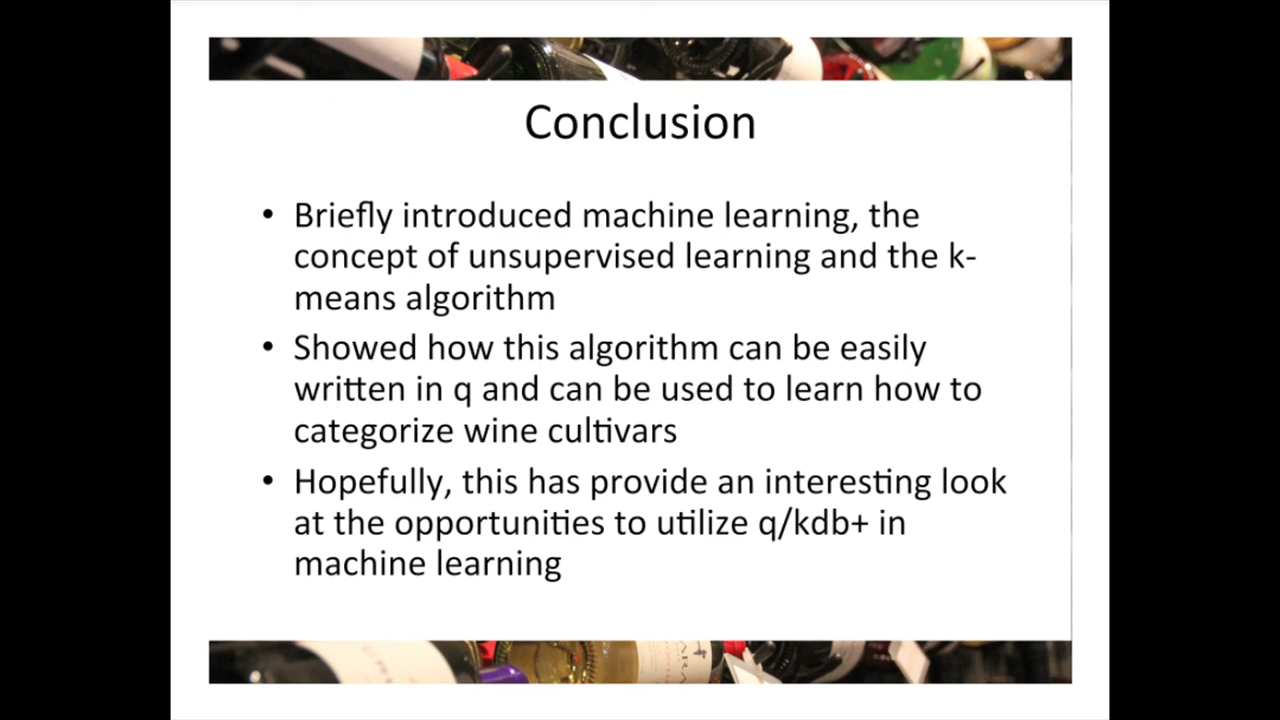 Conclusion
• Briefly introduced machine learning, the
concept of unsupervised learning and the k-
means algorithm
• Showed how this algorithm can be easily
written in q and can be used to learn how to
categorize wine cultivars
• Hopefully, this has provide an interesting look
at the opportunities to utilize q/kdb+ in
machine learning